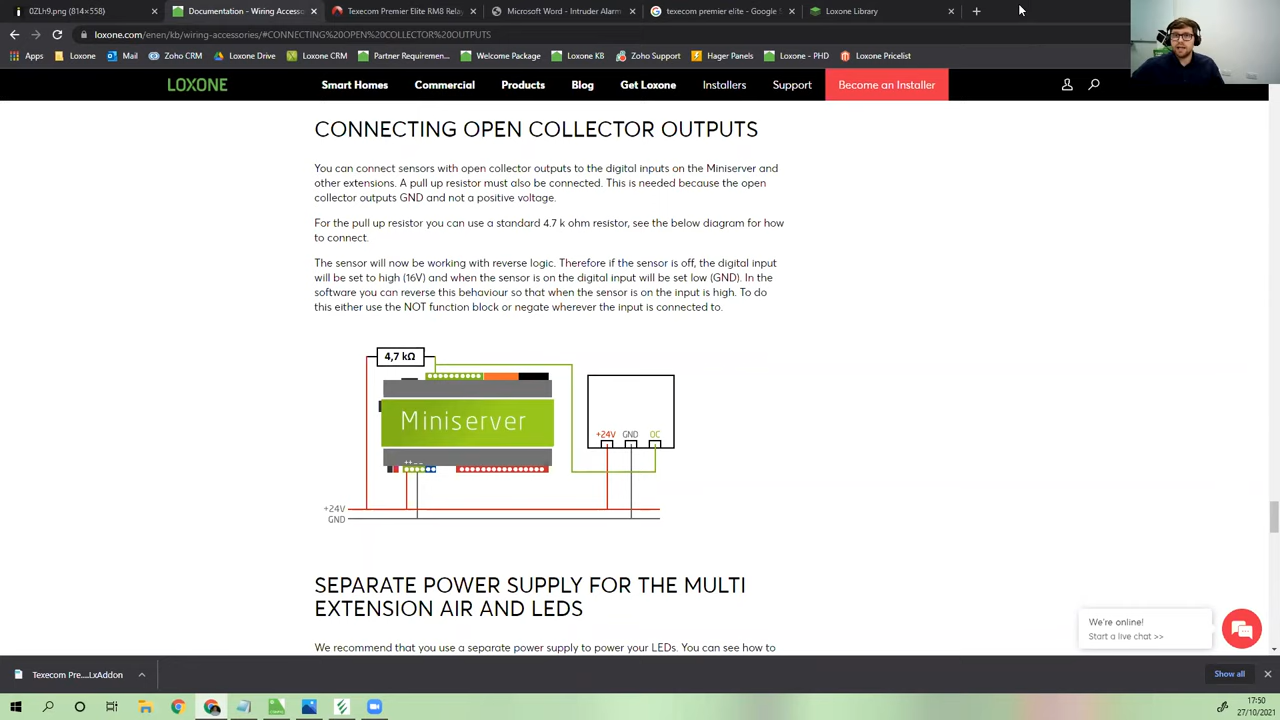 0ZLh9.png (814×558)
Documentation - Wiring Access
Texecom Premier Elite RM8 Relay
Microsoft Word - Intruder Alarm
texecom premier elite - Google S
Loxone Library
loxone.com/enen/kb/wiring-accessories/#CONNECTING%20OPEN%20COLLECTOR%20OUTPUTS
Apps
Loxone
Mail
Zoho CRM
Google Drive
Loxone CRM
Partner Requiremen...
Welcome Package
Loxone KB
Zoho Support
Hager Panels
Loxone - PHD
Loxone Pricelist
LOXONE
Smart Homes
Commercial
Products
Blog
Get Loxone
Installers
Support
Become an Installer
CONNECTING OPEN COLLECTOR OUTPUTS
You can connect sensors with open collector outputs to the digital inputs on the Miniserver and
other extensions. A pull up resistor must also be connected. This is needed because the open
collector outputs GND and not a positive voltage.
For the pull up resistor you can use a standard 4.7 k ohm resistor, see the below diagram for how
to connect.
The sensor will now be working with reverse logic. Therefore if the sensor is off, the digital input
will be set to high (16V) and when the sensor is on the digital input will be set low (GND). In the
software you can reverse this behaviour so that when the sensor is on the input is high. To do
this either use the NOT function block or negate wherever the input is connected to.
4,7 kΩ
Miniserver
++ – –
+24V GND OC
+24V
GND
SEPARATE POWER SUPPLY FOR THE MULTI
EXTENSION AIR AND LEDS
We recommend that you use a separate power supply to power your LEDs. You can see how to
We're online!
Start a live chat >>
Texecom Pre....LxAddon
Show all
17:50
27/10/2021